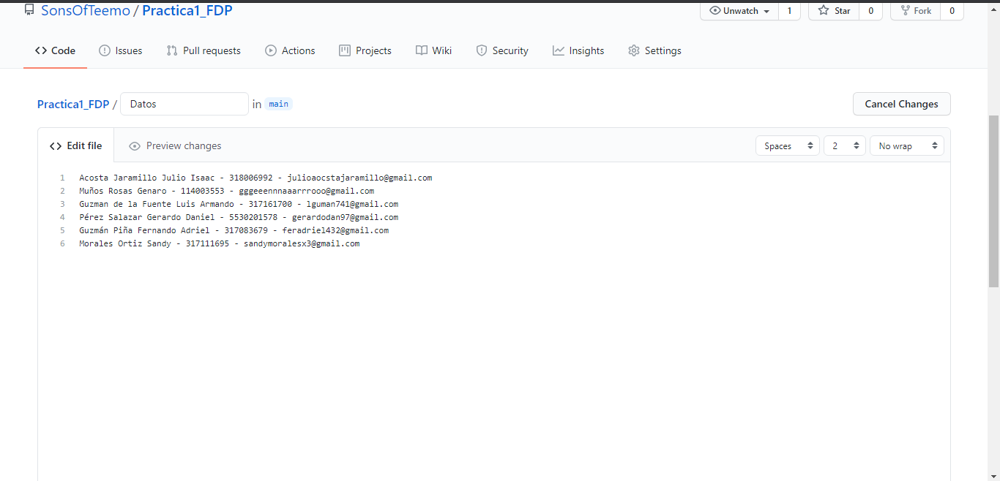 SonsOfTeemo / Practica1_FDP
Unwatch 1 Star 0 Fork 0
Code Issues Pull requests Actions Projects Wiki Security Insights Settings
Practica1_FDP / Datos in main Cancel Changes
Edit file Preview changes Spaces 2 No wrap
1 Acosta Jaramillo Julio Isaac - 318006992 - julioaocstajaramillo@gmail.com
2 Muños Rosas Genaro - 114003553 - gggeeennnaaarrrooo@gmail.com
3 Guzman de la Fuente Luis Armando - 317161700 - lguman741@gmail.com
4 Pérez Salazar Gerardo Daniel - 5530201578 - gerardodan97@gmail.com
5 Guzmán Piña Fernando Adriel - 317083679 - feradriel432@gmail.com
6 Morales Ortiz Sandy - 317111695 - sandymoralesx3@gmail.com